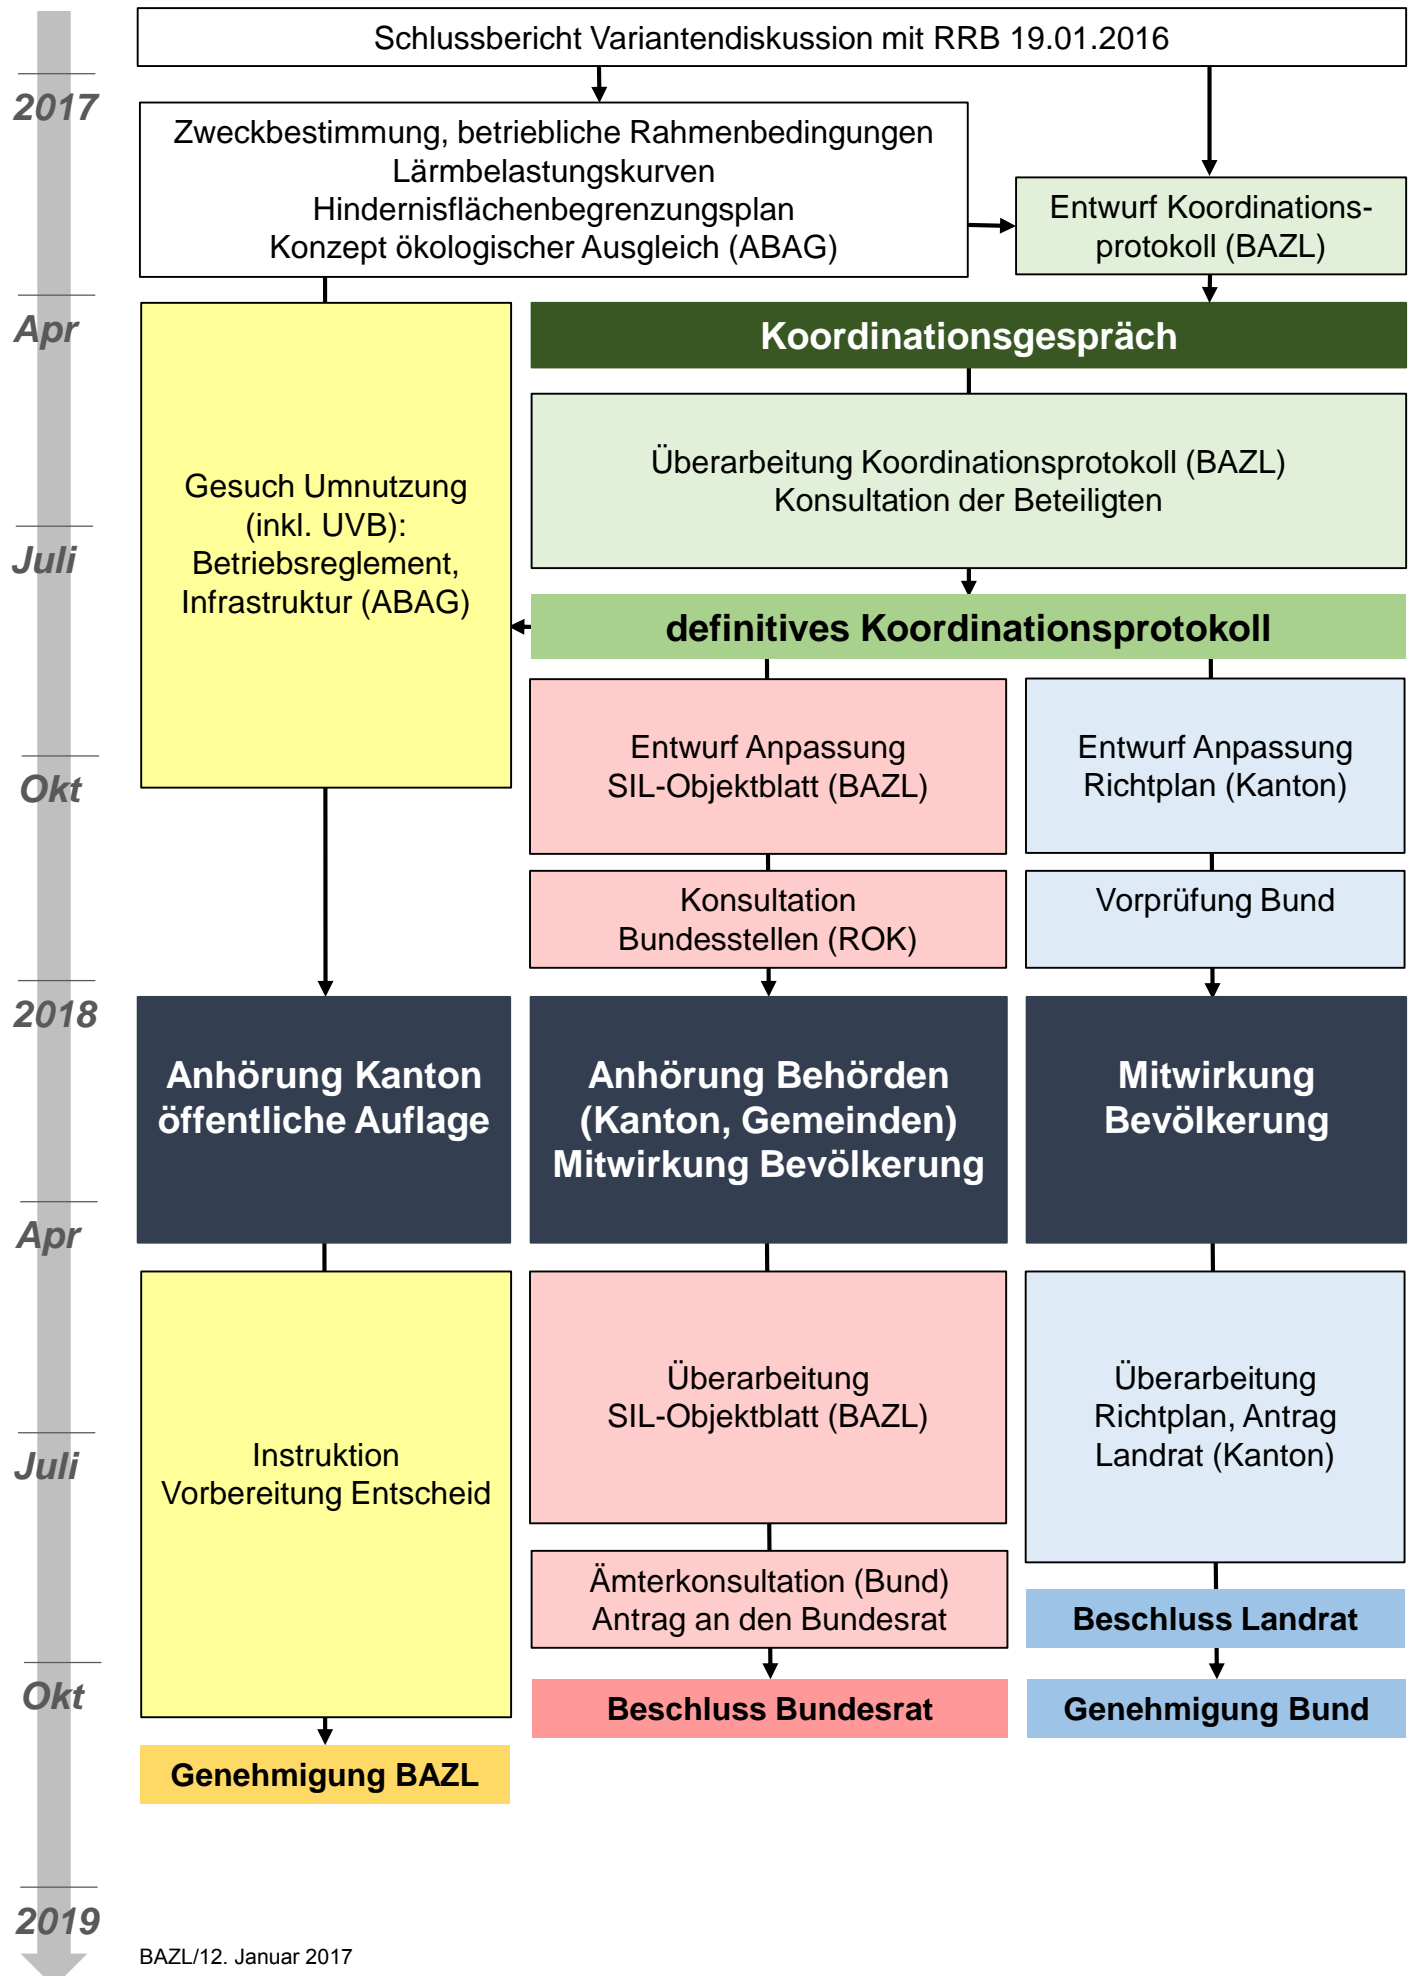 Schlussbericht Variantendiskussion mit RRB 19.01.2016
2017
Zweckbestimmung, betriebliche Rahmenbedingungen
Lärmbelastungskurven
Hindernisflächenbegrenzungsplan
Konzept ökologischer Ausgleich (ABAG)
Entwurf Koordinations-
protokoll (BAZL)
Apr
Koordinationsgespräch
Überarbeitung Koordinationsprotokoll (BAZL)
Konsultation der Beteiligten
Gesuch Umnutzung
(inkl. UVB):
Betriebsreglement,
Infrastruktur (ABAG)
Juli
definitives Koordinationsprotokoll
Entwurf Anpassung
SIL-Objektblatt (BAZL)
Entwurf Anpassung
Richtplan (Kanton)
Okt
Konsultation
Bundesstellen (ROK)
Vorprüfung Bund
2018
Anhörung Kanton
öffentliche Auflage
Anhörung Behörden
(Kanton, Gemeinden)
Mitwirkung Bevölkerung
Mitwirkung
Bevölkerung
Apr
Überarbeitung
SIL-Objektblatt (BAZL)
Überarbeitung
Richtplan, Antrag
Landrat (Kanton)
Juli
Instruktion
Vorbereitung Entscheid
Ämterkonsultation (Bund)
Antrag an den Bundesrat
Beschluss Landrat
Okt
Beschluss Bundesrat
Genehmigung Bund
Genehmigung BAZL
2019
BAZL/12. Januar 2017